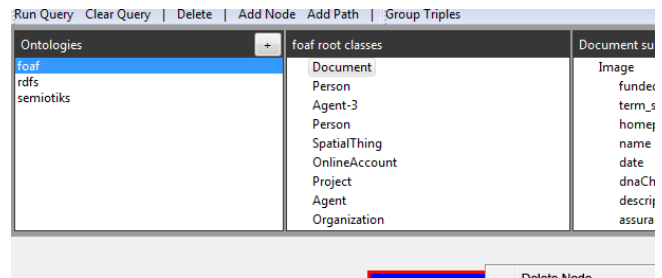 Run Query Clear Query | Delete | Add Node Add Path | Group Triples
Ontologies +
foaf
rdfs
semiotiks
foaf root classes
Document
Person
Agent-3
Person
SpatialThing
OnlineAccount
Project
Agent
Organization
Document su
Image
funded
term_s
homep
name
date
dnaCh
descrip
assura
Delete Node